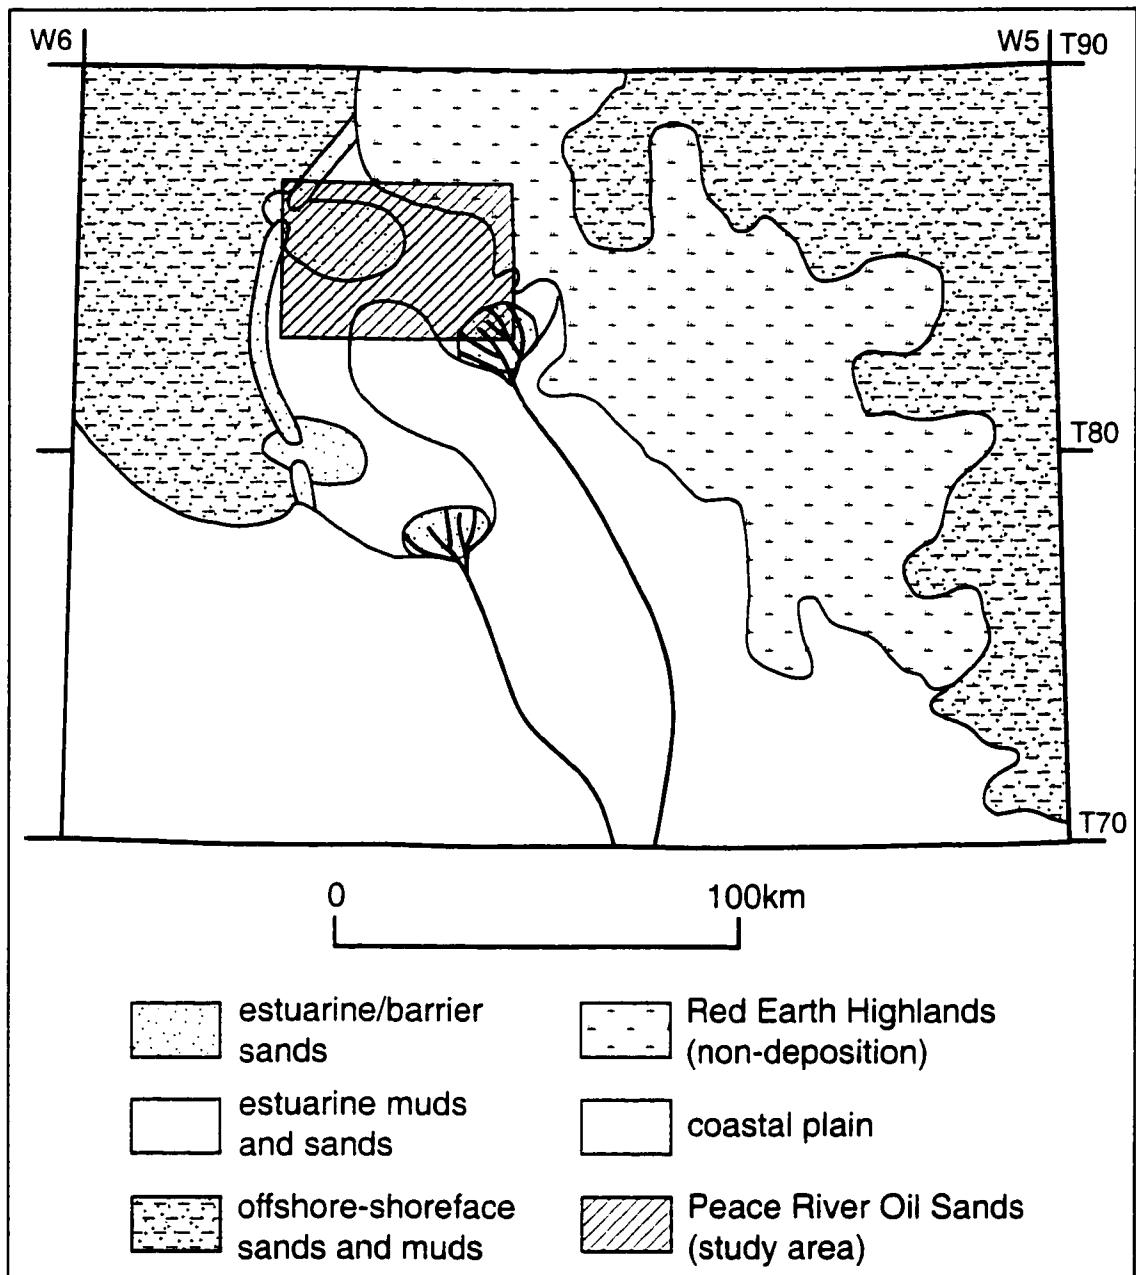 W6
W5
T90
T80
T70
0
100km
estuarine/barrier
sands
Red Earth Highlands
(non-deposition)
estuarine muds
and sands
coastal plain
offshore-shoreface
sands and muds
Peace River Oil Sands
(study area)